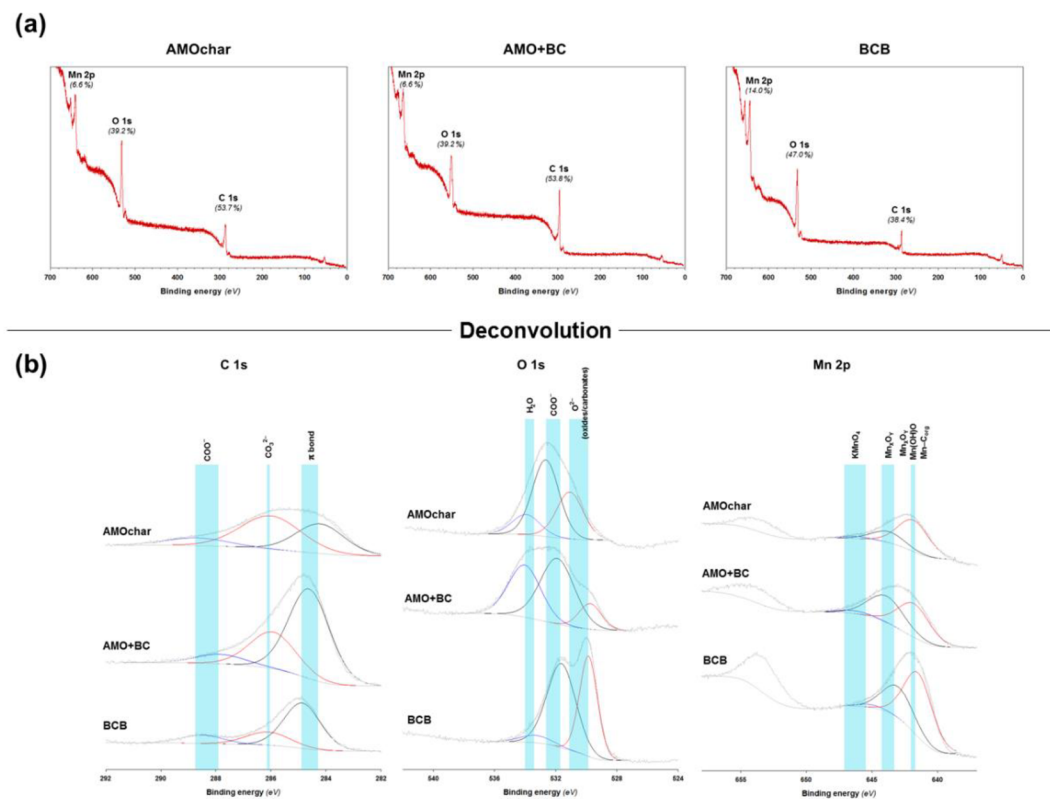 (a)
AMOchar
Mn 2p
(6.6%)
O 1s
(39.2%)
C 1s
(53.7%)
700 600 500 400 300 200 100 0
Binding energy (eV)
AMO+BC
Mn 2p
(6.6%)
O 1s
(39.2%)
C 1s
(53.8%)
700 600 500 400 300 200 100 0
Binding energy (eV)
BCB
Mn 2p
(14.0%)
O 1s
(47.0%)
C 1s
(38.4%)
700 600 500 400 300 200 100 0
Binding energy (eV)
Deconvolution
(b)
C 1s
COO⁻
CO₃²⁻
π bond
AMOchar
AMO+BC
BCB
292 290 288 286 284 282
Binding energy (eV)
O 1s
H₂O
COO⁻
O²⁻
(oxides/carbonates)
AMOchar
AMO+BC
BCB
540 536 532 528 524
Binding energy (eV)
Mn 2p
KMnO₄
MnₓOᵧ
MnₓOᵧ
Mn(OH)O
Mn–Cₒᵣg
AMOchar
AMO+BC
BCB
655 650 645 640
Binding energy (eV)